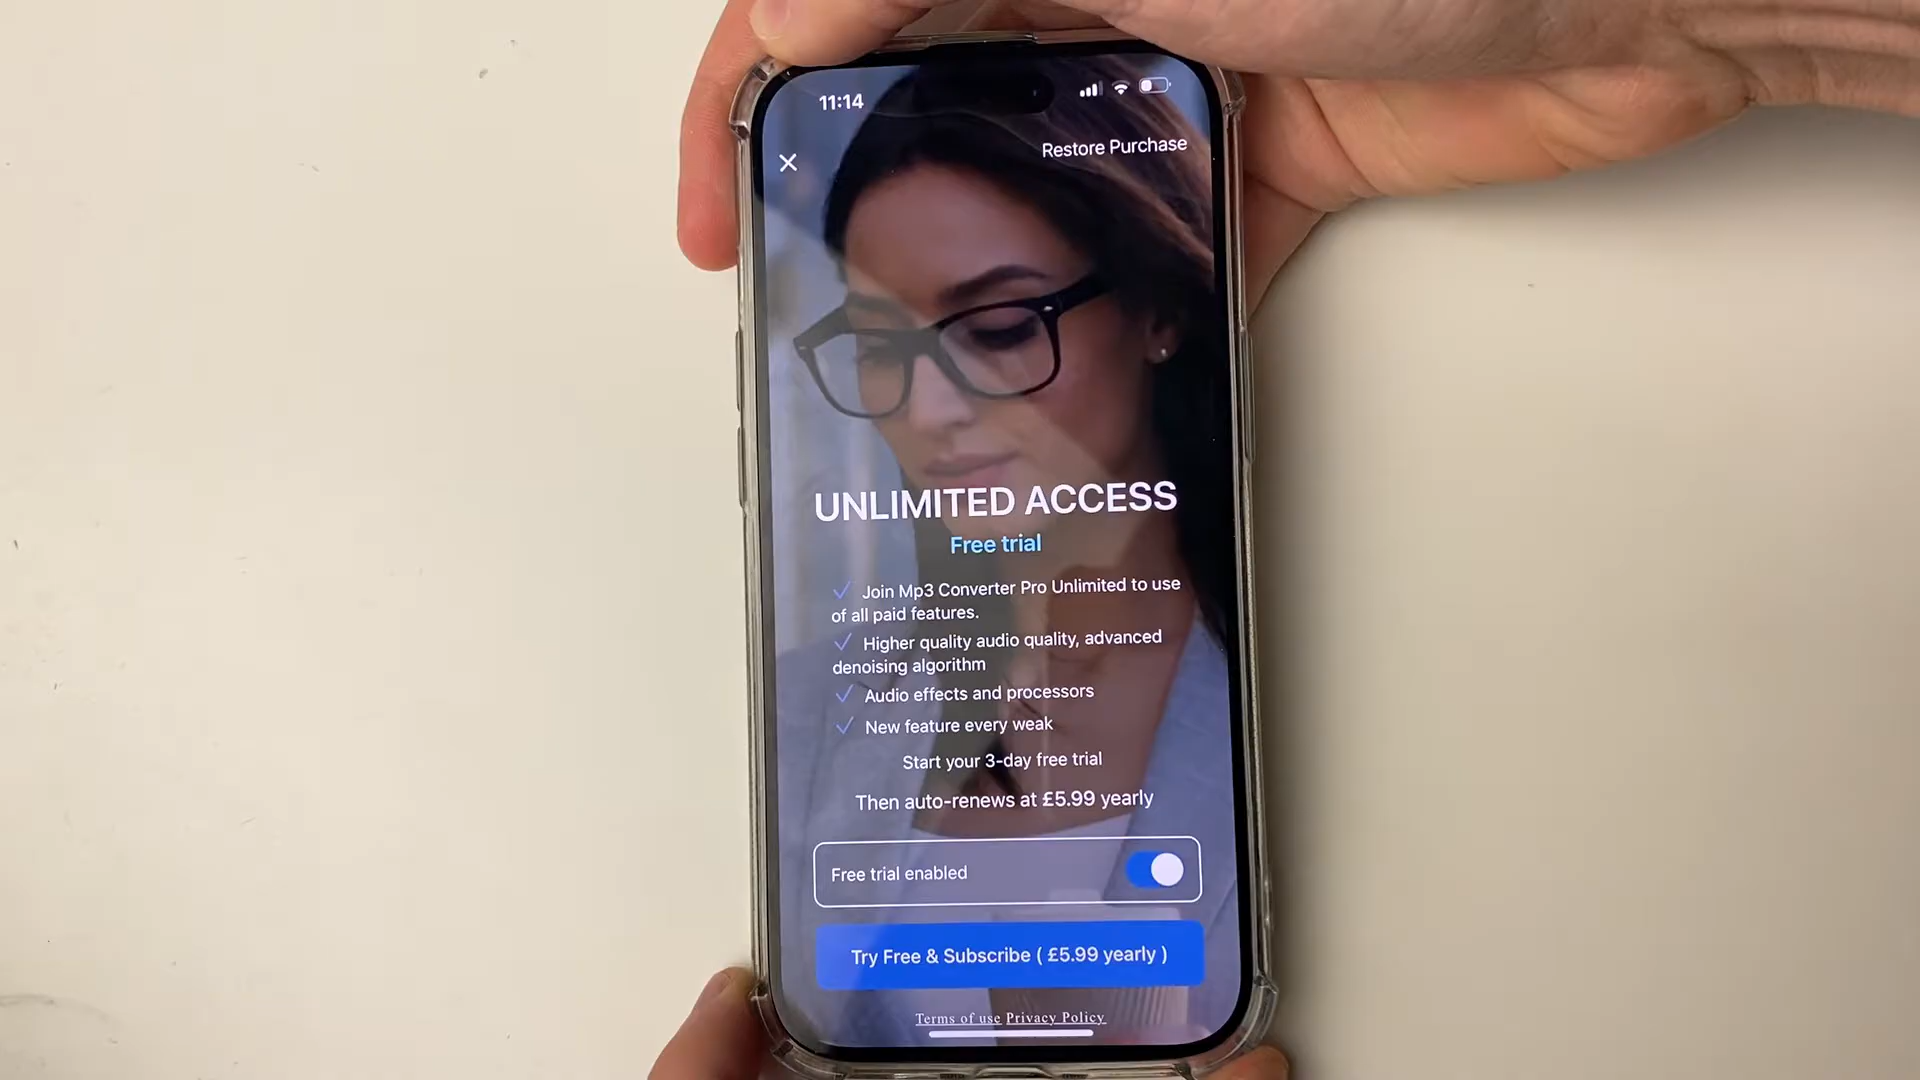 11:14
Restore Purchase
UNLIMITED ACCESS
Free trial
Join Mp3 Converter Pro Unlimited to use
of all paid features.
Higher quality audio quality, advanced
denoising algorithm
Audio effects and processors
New feature every weak
Start your 3-day free trial
Then auto-renews at £5.99 yearly
Free trial enabled
Try Free & Subscribe ( £5.99 yearly )
Terms of use Privacy Policy